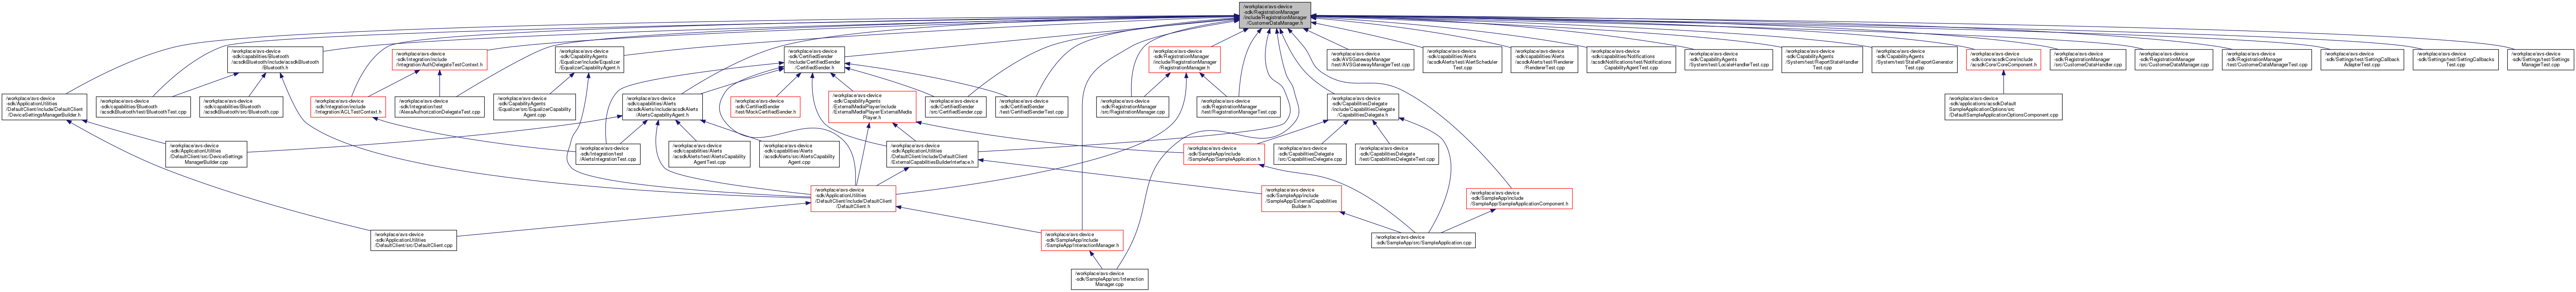 /workplace/avs-device
-sdk/RegistrationManager
/include/RegistrationManager
/CustomerDataManager.h
/workplace/avs-device
-sdk/capabilities/Bluetooth
/acsdkBluetooth/include/acsdkBluetooth
/Bluetooth.h
/workplace/avs-device
-sdk/Integration/include
/Integration/AuthDelegateTestContext.h
/workplace/avs-device
-sdk/CapabilityAgents
/Equalizer/include/Equalizer
/EqualizerCapabilityAgent.h
/workplace/avs-device
-sdk/CertifiedSender
/include/CertifiedSender
/CertifiedSender.h
/workplace/avs-device
-sdk/RegistrationManager
/include/RegistrationManager
/RegistrationManager.h
/workplace/avs-device
-sdk/AVSGatewayManager
/test/AVSGatewayManagerTest.cpp
/workplace/avs-device
-sdk/capabilities/Alerts
/acsdkAlerts/test/AlertScheduler
Test.cpp
/workplace/avs-device
-sdk/capabilities/Alerts
/acsdkAlerts/test/Renderer
/RendererTest.cpp
/workplace/avs-device
-sdk/capabilities/Notifications
/acsdkNotifications/test/Notifications
CapabilityAgentTest.cpp
/workplace/avs-device
-sdk/CapabilityAgents
/System/test/LocaleHandlerTest.cpp
/workplace/avs-device
-sdk/CapabilityAgents
/System/test/ReportStateHandler
Test.cpp
/workplace/avs-device
-sdk/CapabilityAgents
/System/test/StateReportGenerator
Test.cpp
/workplace/avs-device
-sdk/core/acsdkCore/include
/acsdkCore/CoreComponent.h
/workplace/avs-device
-sdk/RegistrationManager
/src/CustomerDataHandler.cpp
/workplace/avs-device
-sdk/RegistrationManager
/src/CustomerDataManager.cpp
/workplace/avs-device
-sdk/RegistrationManager
/test/CustomerDataManagerTest.cpp
/workplace/avs-device
-sdk/Settings/test/SettingCallback
AdapterTest.cpp
/workplace/avs-device
-sdk/Settings/test/SettingCallbacks
Test.cpp
/workplace/avs-device
-sdk/Settings/test/Settings
ManagerTest.cpp
/workplace/avs-device
-sdk/ApplicationUtilities
/DefaultClient/include/DefaultClient
/DeviceSettingsManagerBuilder.h
/workplace/avs-device
-sdk/capabilities/Bluetooth
/acsdkBluetooth/test/BluetoothTest.cpp
/workplace/avs-device
-sdk/capabilities/Bluetooth
/acsdkBluetooth/src/Bluetooth.cpp
/workplace/avs-device
-sdk/Integration/include
/Integration/ACLTestContext.h
/workplace/avs-device
-sdk/Integration/test
/AlexaAuthorizationDelegateTest.cpp
/workplace/avs-device
-sdk/CapabilityAgents
/Equalizer/src/EqualizerCapability
Agent.cpp
/workplace/avs-device
-sdk/capabilities/Alerts
/acsdkAlerts/include/acsdkAlerts
/AlertsCapabilityAgent.h
/workplace/avs-device
-sdk/CertifiedSender
/test/MockCertifiedSender.h
/workplace/avs-device
-sdk/CapabilityAgents
/ExternalMediaPlayer/include
/ExternalMediaPlayer/ExternalMedia
Player.h
/workplace/avs-device
-sdk/CertifiedSender
/src/CertifiedSender.cpp
/workplace/avs-device
-sdk/CertifiedSender
/test/CertifiedSenderTest.cpp
/workplace/avs-device
-sdk/RegistrationManager
/src/RegistrationManager.cpp
/workplace/avs-device
-sdk/RegistrationManager
/test/RegistrationManagerTest.cpp
/workplace/avs-device
-sdk/CapabilitiesDelegate
/include/CapabilitiesDelegate
/CapabilitiesDelegate.h
/workplace/avs-device
-sdk/applications/acsdkDefault
SampleApplicationOptions/src
/DefaultSampleApplicationOptionsComponent.cpp
/workplace/avs-device
-sdk/ApplicationUtilities
/DefaultClient/src/DeviceSettings
ManagerBuilder.cpp
/workplace/avs-device
-sdk/Integration/test
/AlertsIntegrationTest.cpp
/workplace/avs-device
-sdk/capabilities/Alerts
/acsdkAlerts/test/AlertsCapability
AgentTest.cpp
/workplace/avs-device
-sdk/capabilities/Alerts
/acsdkAlerts/src/AlertsCapability
Agent.cpp
/workplace/avs-device
-sdk/ApplicationUtilities
/DefaultClient/include/DefaultClient
/ExternalCapabilitiesBuilderInterface.h
/workplace/avs-device
-sdk/SampleApp/include
/SampleApp/SampleApplication.h
/workplace/avs-device
-sdk/CapabilitiesDelegate
/src/CapabilitiesDelegate.cpp
/workplace/avs-device
-sdk/CapabilitiesDelegate
/test/CapabilitiesDelegateTest.cpp
/workplace/avs-device
-sdk/ApplicationUtilities
/DefaultClient/include/DefaultClient
/DefaultClient.h
/workplace/avs-device
-sdk/SampleApp/include
/SampleApp/ExternalCapabilities
Builder.h
/workplace/avs-device
-sdk/SampleApp/include
/SampleApp/SampleApplicationComponent.h
/workplace/avs-device
-sdk/ApplicationUtilities
/DefaultClient/src/DefaultClient.cpp
/workplace/avs-device
-sdk/SampleApp/include
/SampleApp/InteractionManager.h
/workplace/avs-device
-sdk/SampleApp/src/SampleApplication.cpp
/workplace/avs-device
-sdk/SampleApp/src/Interaction
Manager.cpp